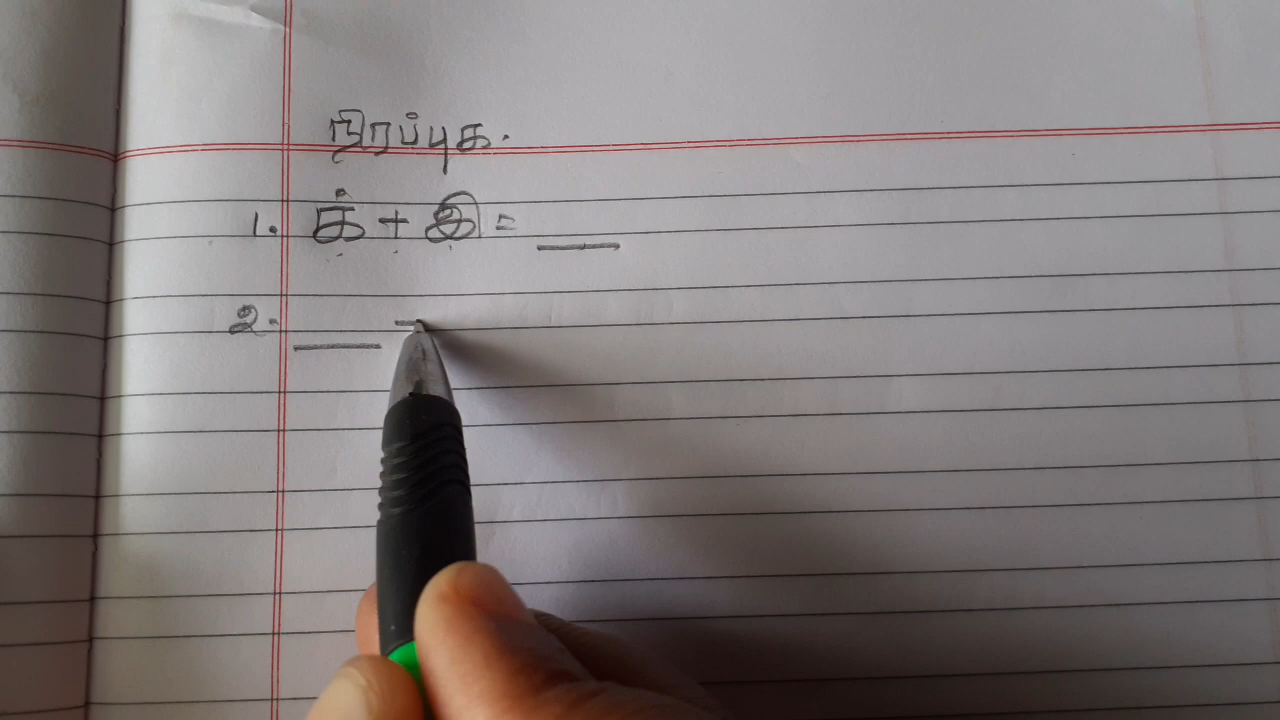 நிரப்புக.
1. க் + இ = ___
2. ___ -